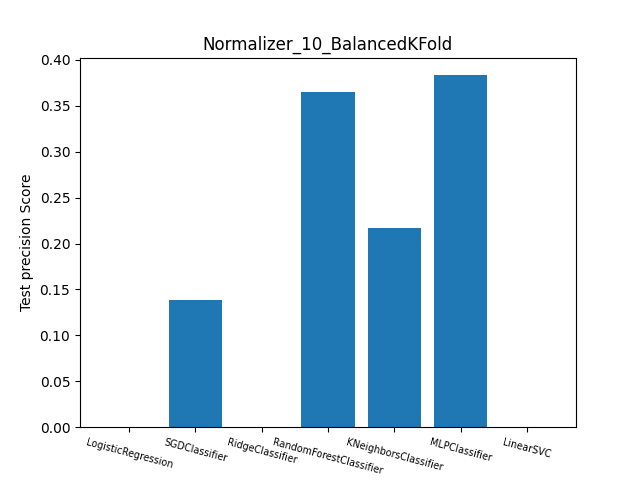 Normalizer_10_BalancedKFold
Test precision Score
0.40
0.35
0.30
0.25
0.20
0.15
0.10
0.05
0.00
LogisticRegression
SGDClassifier
RidgeClassifier
RandomForestClassifier
KNeighborsClassifier
MLPClassifier
LinearSVC